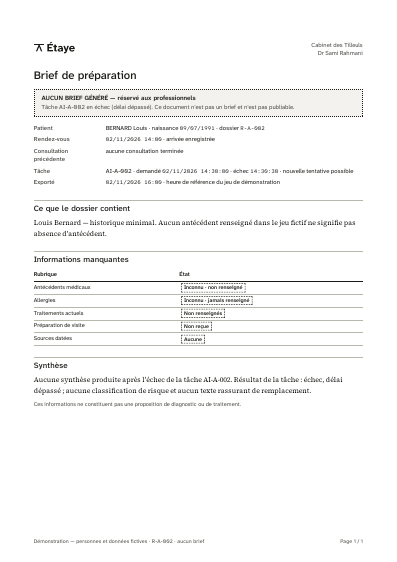 Étaye
Cabinet des Tilleuls
Dr Sami Rahmani
Brief de préparation
AUCUN BRIEF GÉNÉRÉ — réservé aux professionnels
Tâche AI-A-002 en échec (délai dépassé). Ce document n'est pas un brief et n'est pas publiable.
Patient BERNARD Louis · naissance 09/07/1991 · dossier R-A-002
Rendez-vous 02/11/2026 14:00 · arrivée enregistrée
Consultation précédente aucune consultation terminée
Tâche AI-A-002 · demandé 02/11/2026 14:30:00 · échec 14:30:30 · nouvelle tentative possible
Exporté 02/11/2026 16:00 · heure de référence du jeu de démonstration
Ce que le dossier contient
Louis Bernard — historique minimal. Aucun antécédent renseigné dans le jeu fictif ne signifie pas
absence d'antécédent.
Informations manquantes
Rubrique État
Antécédents médicaux Inconnu · non renseigné
Allergies Inconnu · jamais renseigné
Traitements actuels Non renseignés
Préparation de visite Non reçue
Sources datées Aucune
Synthèse
Aucune synthèse produite après l'échec de la tâche AI-A-002. Résultat de la tâche : échec, délai
dépassé ; aucune classification de risque et aucun texte rassurant de remplacement.
Ces informations ne constituent pas une proposition de diagnostic ou de traitement.
Démonstration — personnes et données fictives · R-A-002 · aucun brief
Page 1 / 1